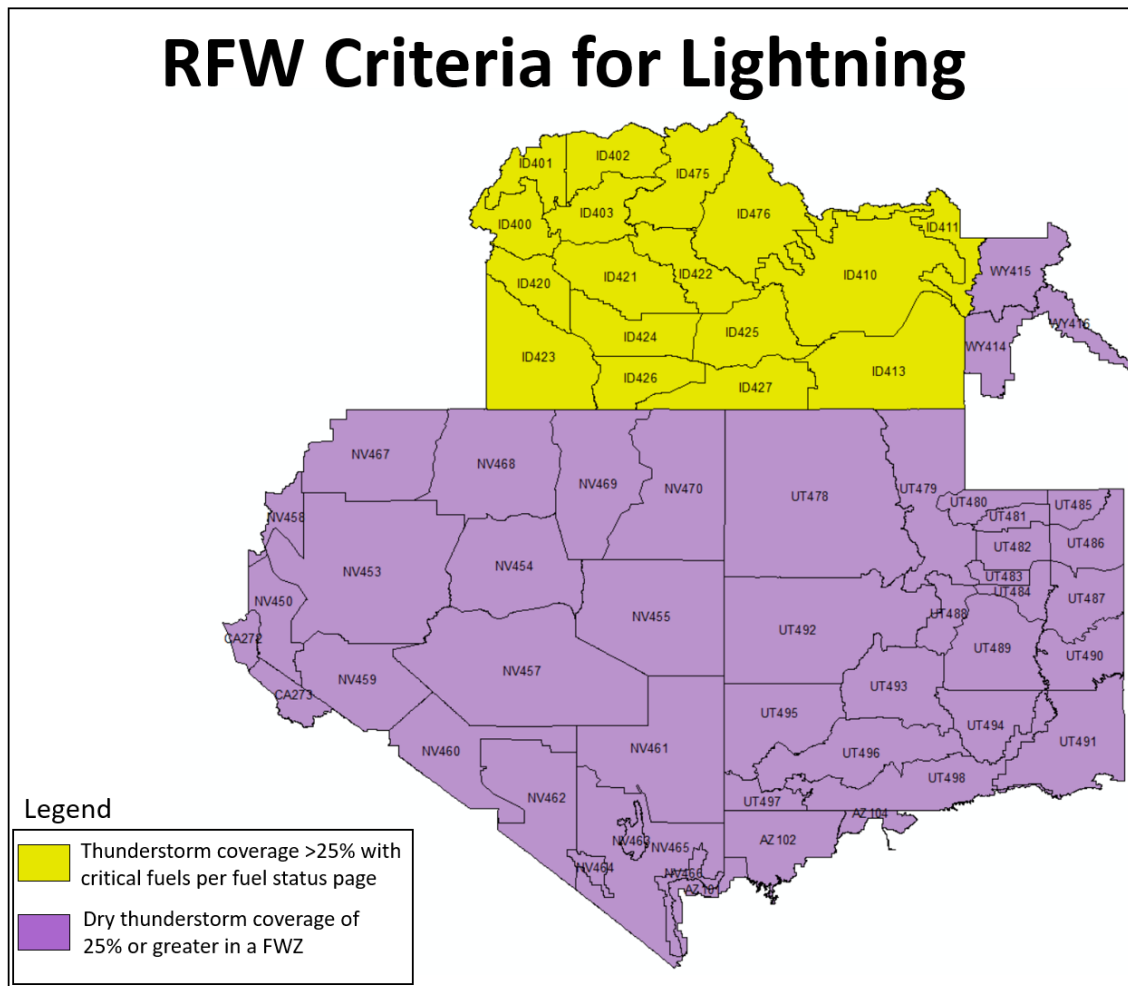 RFW Criteria for Lightning
ID401
ID402
ID475
ID400
ID403
ID476
ID411
ID420
ID421
ID422
ID410
WY415
WY416
ID423
ID424
ID425
WY414
ID426
ID427
ID413
NV467
NV468
NV469
NV470
UT478
UT479
UT480
UT485
UT481
NV458
UT482
UT486
NV453
NV454
UT483
UT484
UT487
NV450
NV455
UT492
UT488
CA272
UT489
UT490
NV459
NV457
UT493
CA273
UT495
UT494
UT491
NV460
NV461
UT496
UT498
NV462
UT497
AZ104
NV463
NV465
AZ102
NV464
NV466
AZ101
Legend
Thunderstorm coverage >25% with
critical fuels per fuel status page
Dry thunderstorm coverage of
25% or greater in a FWZ